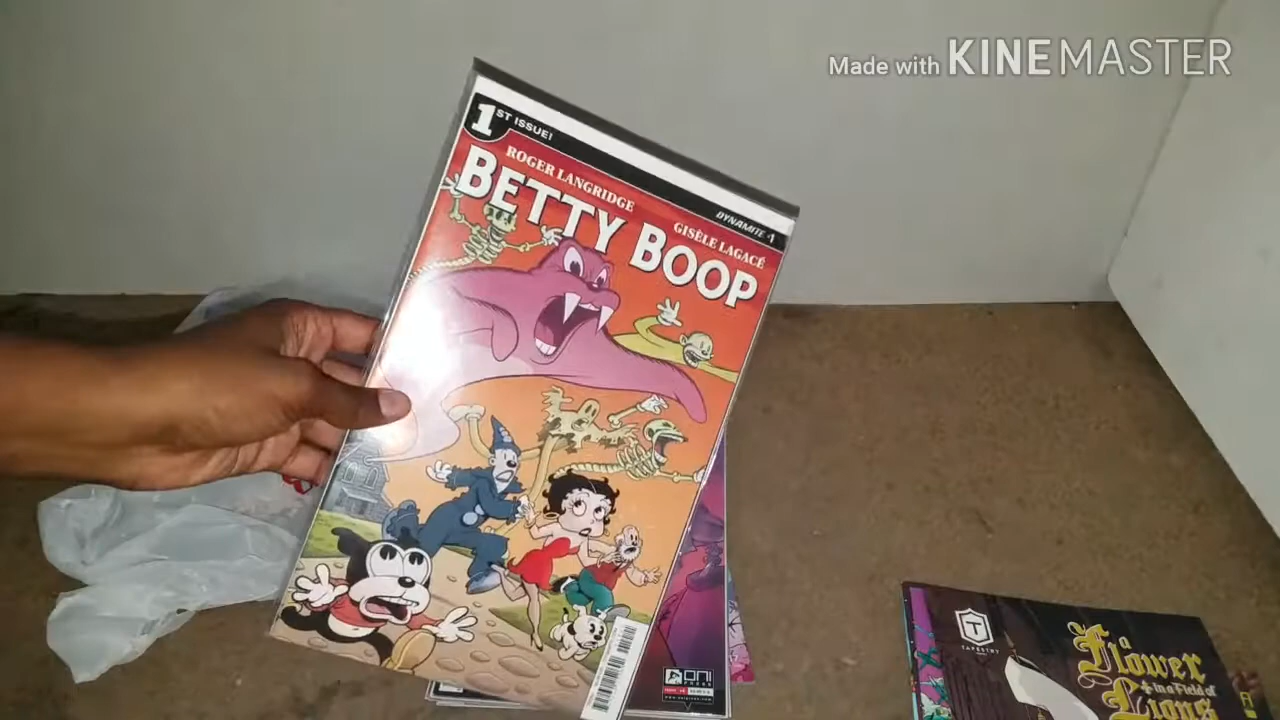 Made with KINEMASTER
1ST ISSUE!
ROGER LANGRIDGE
DYNAMITE #1
GISÈLE LAGACÉ
BETTY BOOP
ONI
PRESS
TAPESTRY
a
Flower
in a Field of
Lions